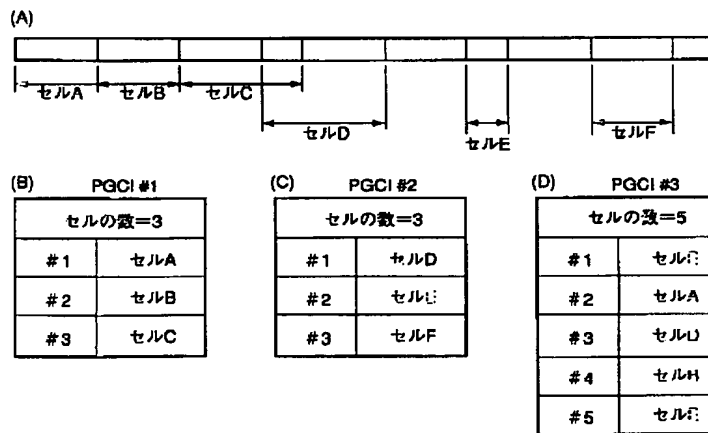 (A)
セルA
セルB
セルC
セルD
セルE
セルF
(B) PGCI #1
セルの数=3
#1 セルA
#2 セルB
#3 セルC
(C) PGCI #2
セルの数=3
#1 セルD
#2
#3 セルF
(D) PGCI #3
セルの数=5
#1
#2 セルA
#3
#4
#5